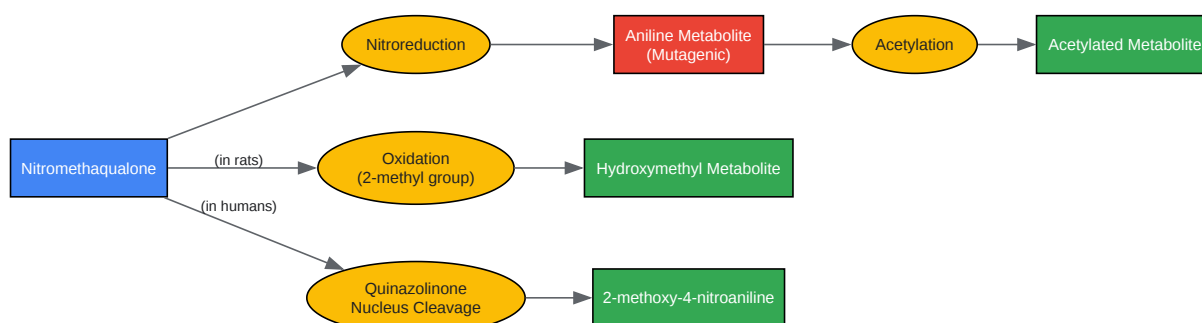 Nitroreduction
Aniline Metabolite
(Mutagenic)
Acetylation
Acetylated Metabolite
Nitromethaqualone
(in rats)
Oxidation
(2-methyl group)
Hydroxymethyl Metabolite
(in humans)
Quinazolinone
Nucleus Cleavage
2-methoxy-4-nitroaniline